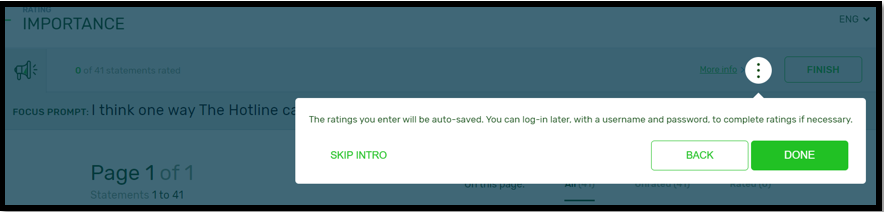 RATING
IMPORTANCE
ENG
0 of 41 statements rated
More Info
FINISH
FOCUS PROMPT: I think one way The Hotline ca
The ratings you enter will be auto-saved. You can log-in later, with a username and password, to complete ratings if necessary.
SKIP INTRO
BACK
DONE
Page 1 of 1
Statements 1 to 41
On this page:
All (41)
Unrated (41)
Rated (0)